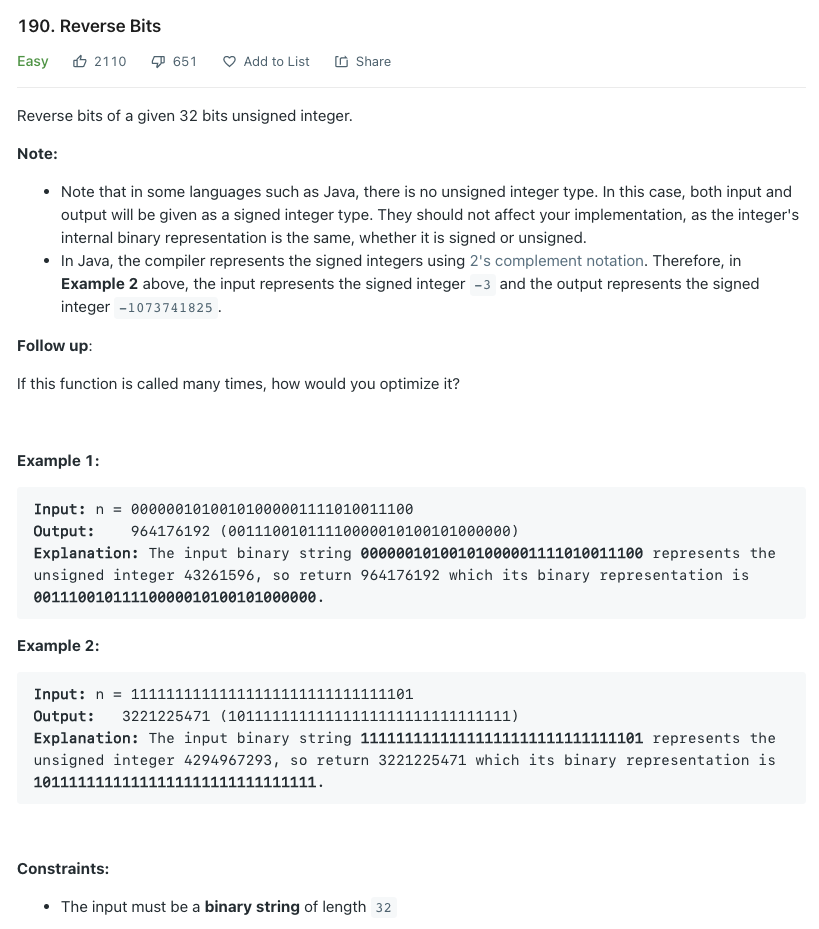 190. Reverse Bits
Easy 2110 651 Add to List Share
Reverse bits of a given 32 bits unsigned integer.
Note:
• Note that in some languages such as Java, there is no unsigned integer type. In this case, both input and
output will be given as a signed integer type. They should not affect your implementation, as the integer's
internal binary representation is the same, whether it is signed or unsigned.
• In Java, the compiler represents the signed integers using 2's complement notation. Therefore, in
Example 2 above, the input represents the signed integer -3 and the output represents the signed
integer -1073741825.
Follow up:
If this function is called many times, how would you optimize it?
Example 1:
Input: n = 00000010100101000001111010011100
Output: 964176192 (00111001011110000010100101000000)
Explanation: The input binary string 00000010100101000001111010011100 represents the
unsigned integer 43261596, so return 964176192 which its binary representation is
00111001011110000010100101000000.
Example 2:
Input: n = 11111111111111111111111111111101
Output: 3221225471 (10111111111111111111111111111111)
Explanation: The input binary string 11111111111111111111111111111101 represents the
unsigned integer 4294967293, so return 3221225471 which its binary representation is
10111111111111111111111111111111.
Constraints:
• The input must be a binary string of length 32